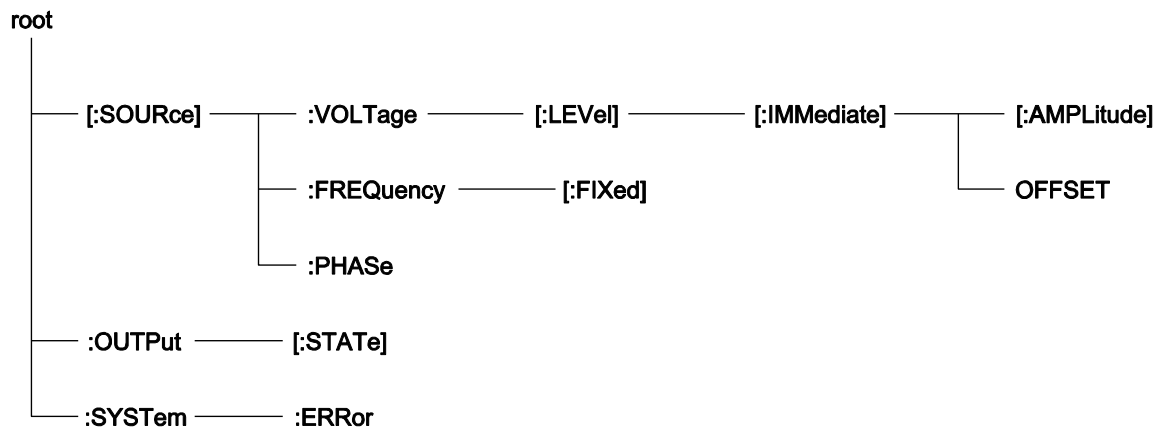 root
[:SOURce] :VOLTage [:LEVel] [:IMMediate] [:AMPLitude]
:FREQuency [:FIXed] OFFSET
:PHASe
:OUTPut [:STATe]
:SYSTem :ERRor